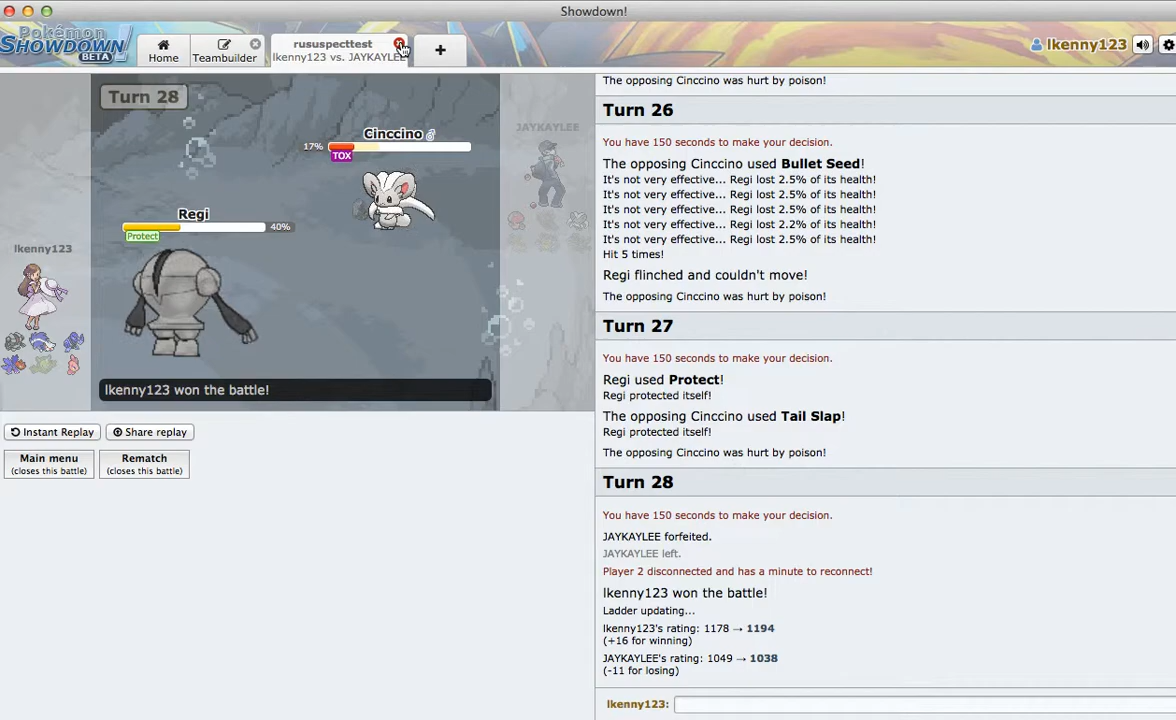 Showdown!
Pokémon
SHOWDOWN!
BETA
Home
Teambuilder
rususpecttest
lkenny123 vs. JAYKAYLEE
+
lkenny123
Turn 28
Cinccino ♂
17%
TOX
JAYKAYLEE
Regi
40%
Protect
lkenny123
lkenny123 won the battle!
Instant Replay
Share replay
Main menu
(closes this battle)
Rematch
(closes this battle)
The opposing Cinccino was hurt by poison!
Turn 26
You have 150 seconds to make your decision.
The opposing Cinccino used Bullet Seed!
It's not very effective... Regi lost 2.5% of its health!
It's not very effective... Regi lost 2.5% of its health!
It's not very effective... Regi lost 2.5% of its health!
It's not very effective... Regi lost 2.2% of its health!
It's not very effective... Regi lost 2.5% of its health!
Hit 5 times!
Regi flinched and couldn't move!
The opposing Cinccino was hurt by poison!
Turn 27
You have 150 seconds to make your decision.
Regi used Protect!
Regi protected itself!
The opposing Cinccino used Tail Slap!
Regi protected itself!
The opposing Cinccino was hurt by poison!
Turn 28
You have 150 seconds to make your decision.
JAYKAYLEE forfeited.
JAYKAYLEE left.
Player 2 disconnected and has a minute to reconnect!
lkenny123 won the battle!
Ladder updating...
lkenny123's rating: 1178 → 1194
(+16 for winning)
JAYKAYLEE's rating: 1049 → 1038
(-11 for losing)
lkenny123: